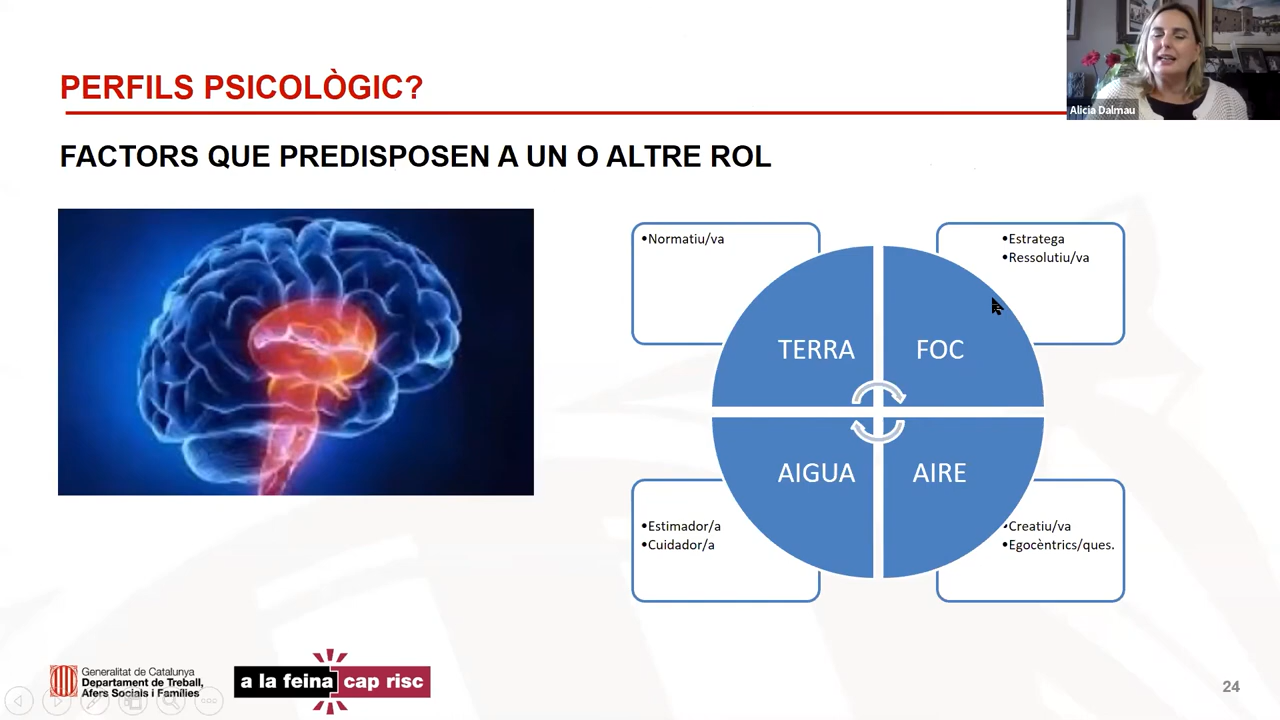 PERFILS PSICOLÒGIC?
Alicia Dalmau
FACTORS QUE PREDISPOSEN A UN O ALTRE ROL
•Normatiu/va
•Estratega
•Ressolutiu/va
TERRA
FOC
AIGUA
AIRE
•Estimador/a
•Cuidador/a
•Creatiu/va
•Egocèntrics/ques.
Generalitat de Catalunya
Departament de Treball,
Afers Socials i Famílies
a la feina cap risc
24